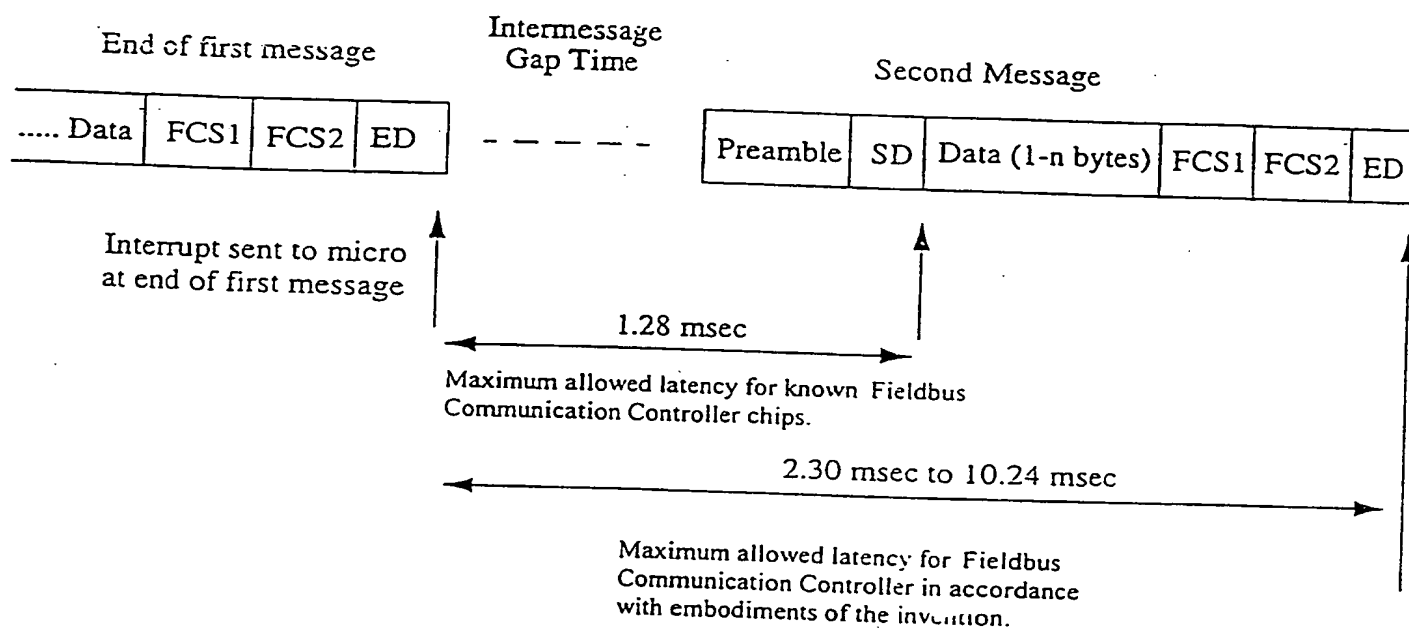 End of first message
Intermessage
Gap Time
Second Message
..... Data FCS1 FCS2 ED
Preamble SD Data (1-n bytes) FCS1 FCS2 ED
Interrupt sent to micro
at end of first message
1.28 msec
Maximum allowed latency for known Fieldbus
Communication Controller chips.
2.30 msec to 10.24 msec
Maximum allowed latency for Fieldbus
Communication Controller in accordance
with embodiments of the invention.